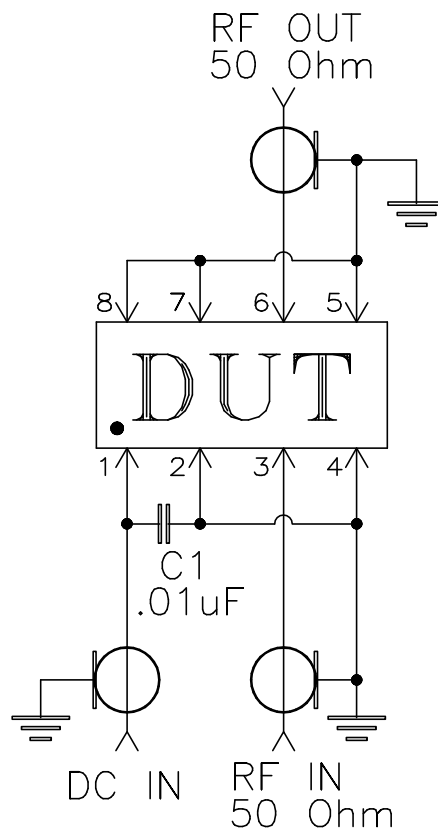 RF OUT
50 Ohm
8 7 6 5
DUT
1 2 3 4
C1
.01uF
DC IN
RF IN
50 Ohm